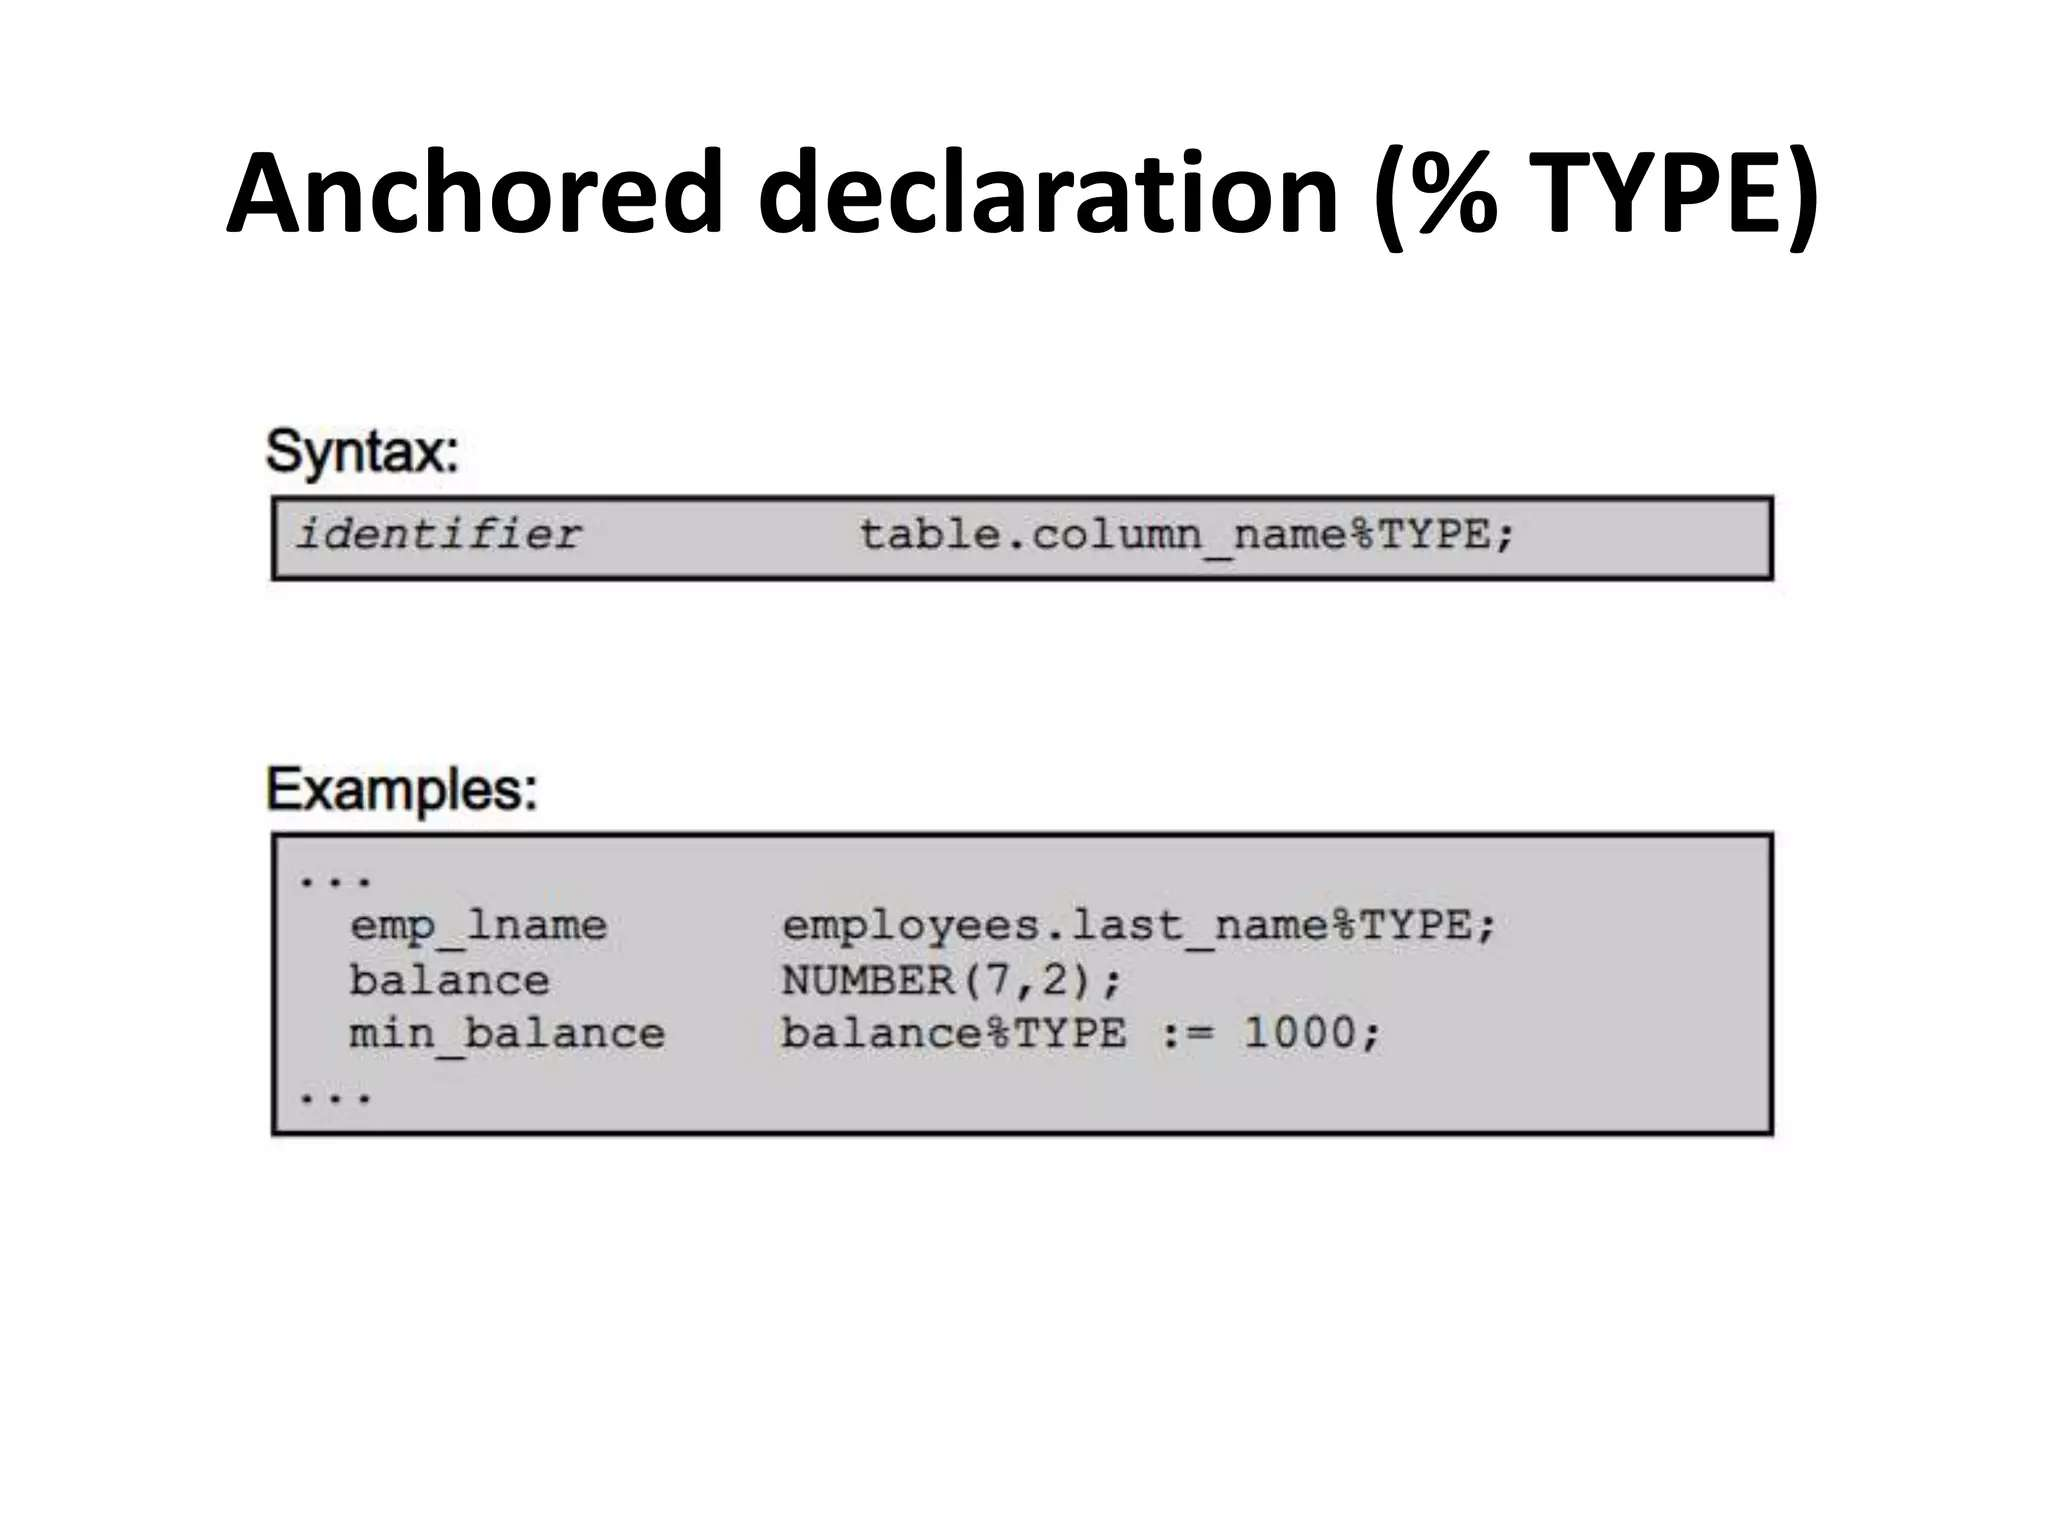 Anchored declaration (% TYPE)
Syntax:
identifier table.column_name%TYPE;
Examples:
...
emp_lname employees.last_name%TYPE;
balance NUMBER(7,2);
min_balance balance%TYPE := 1000;
...